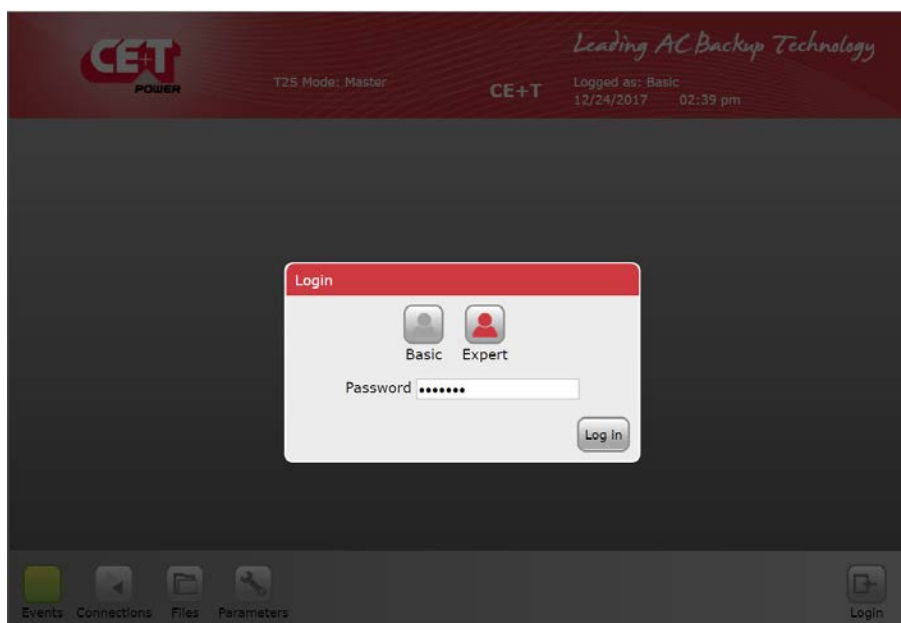 CE+T
POWER
Leading AC Backup Technology
T2S Mode: Master
CE+T
Logged as: Basic
12/24/2017 02:39 pm
Login
Basic Expert
Password •••••••
Log in
Events Connections Files Parameters Login